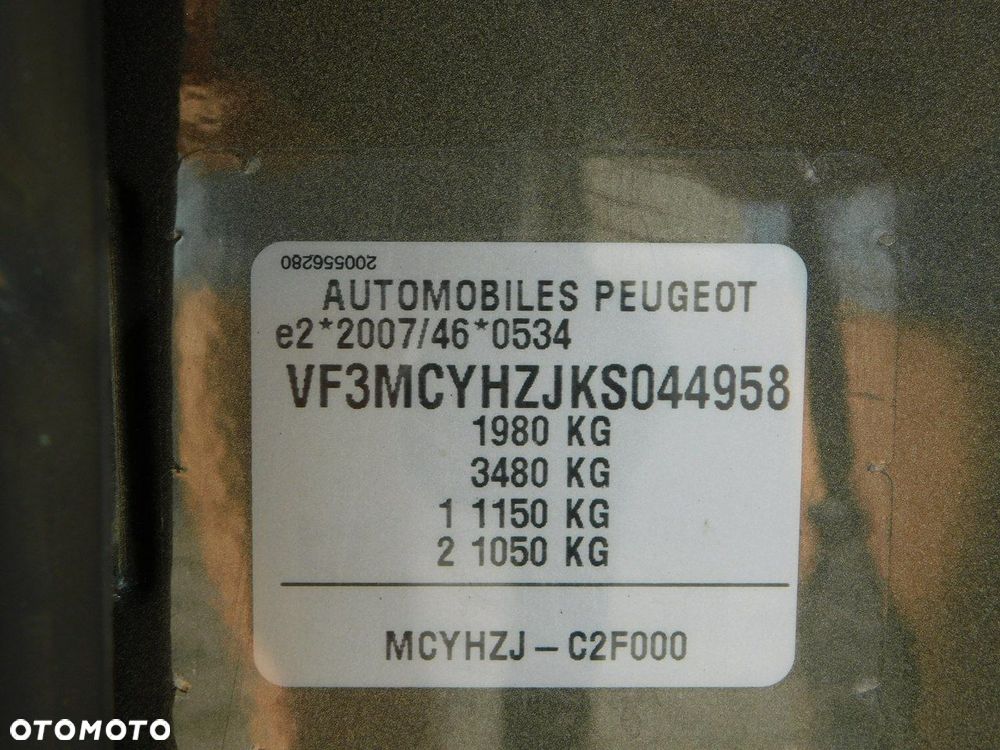 200556280
AUTOMOBILES PEUGEOT
e2*2007/46*0534
VF3MCYHZJKS044958
1980 KG
3480 KG
1 1150 KG
2 1050 KG
MCYHZJ – C2F000
OTOMOTO